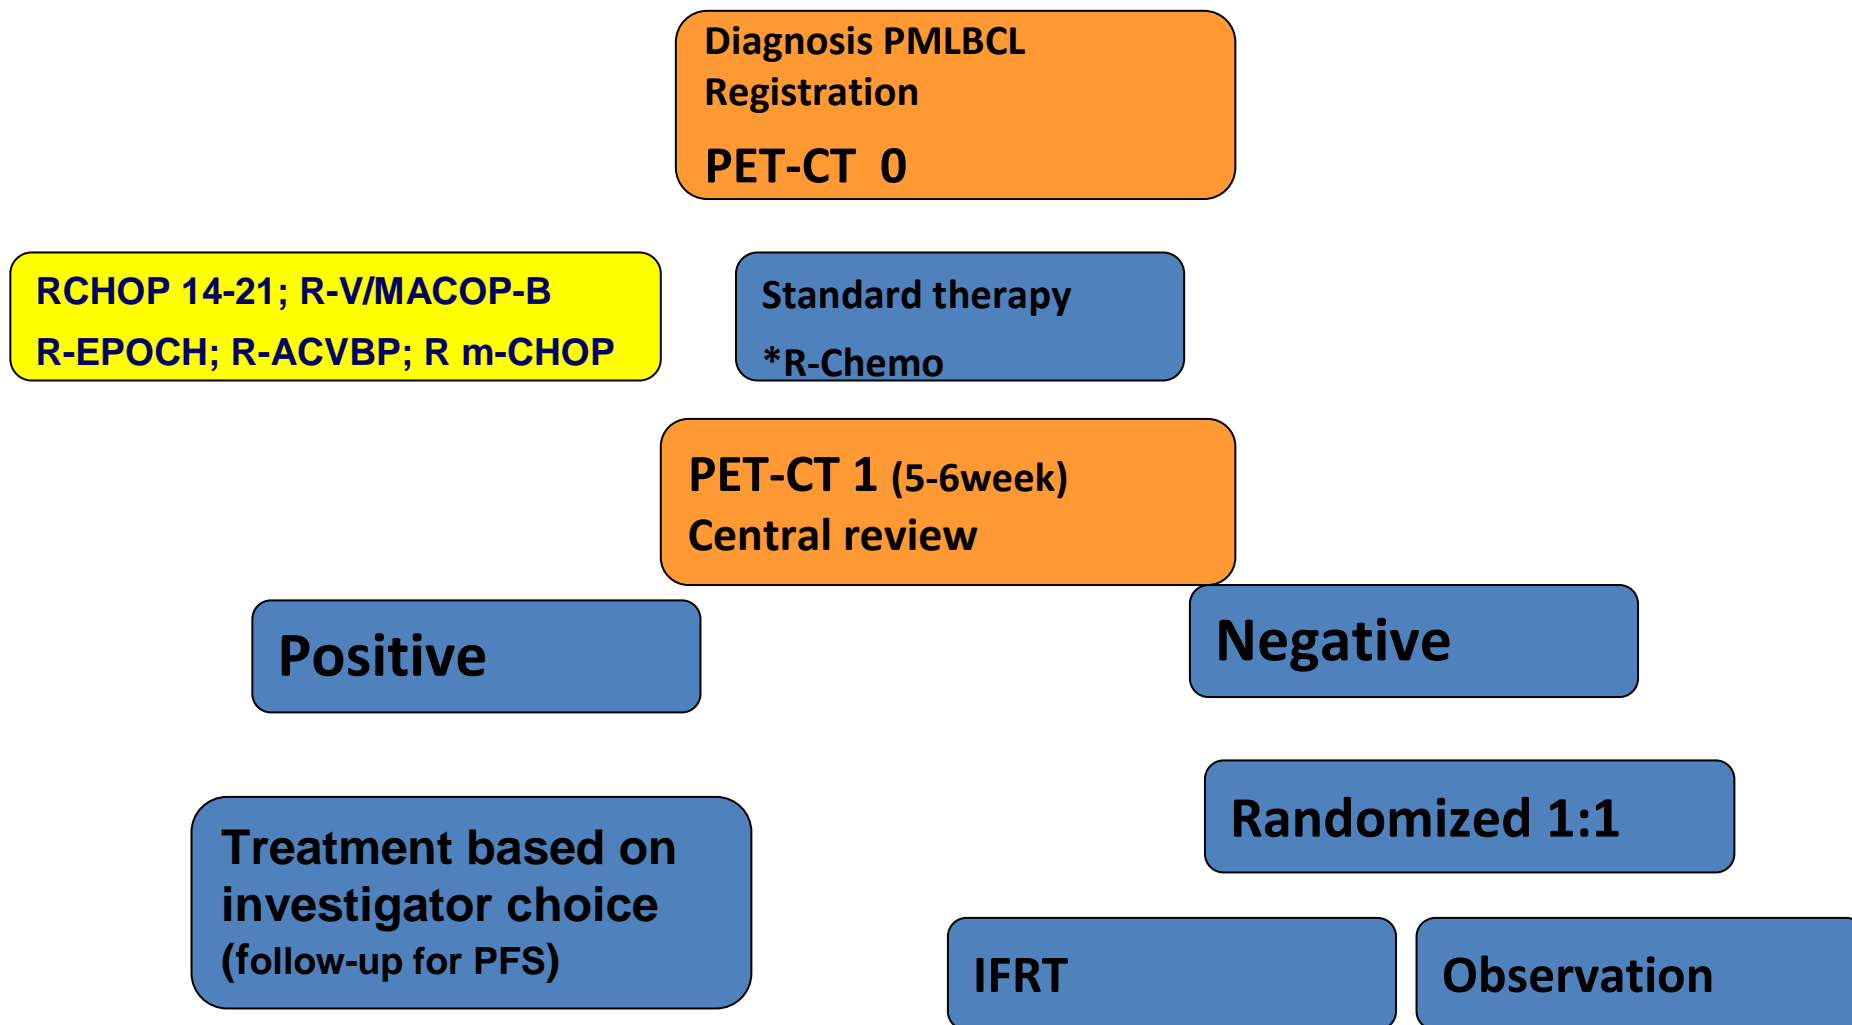 Diagnosis PMLBCL
Registration
PET-CT 0
RCHOP 14-21; R-V/MACOP-B
R-EPOCH; R-ACVBP; R m-CHOP
Standard therapy
*R-Chemo
PET-CT 1 (5-6week)
Central review
Positive
Negative
Treatment based on
investigator choice
(follow-up for PFS)
Randomized 1:1
IFRT
Observation